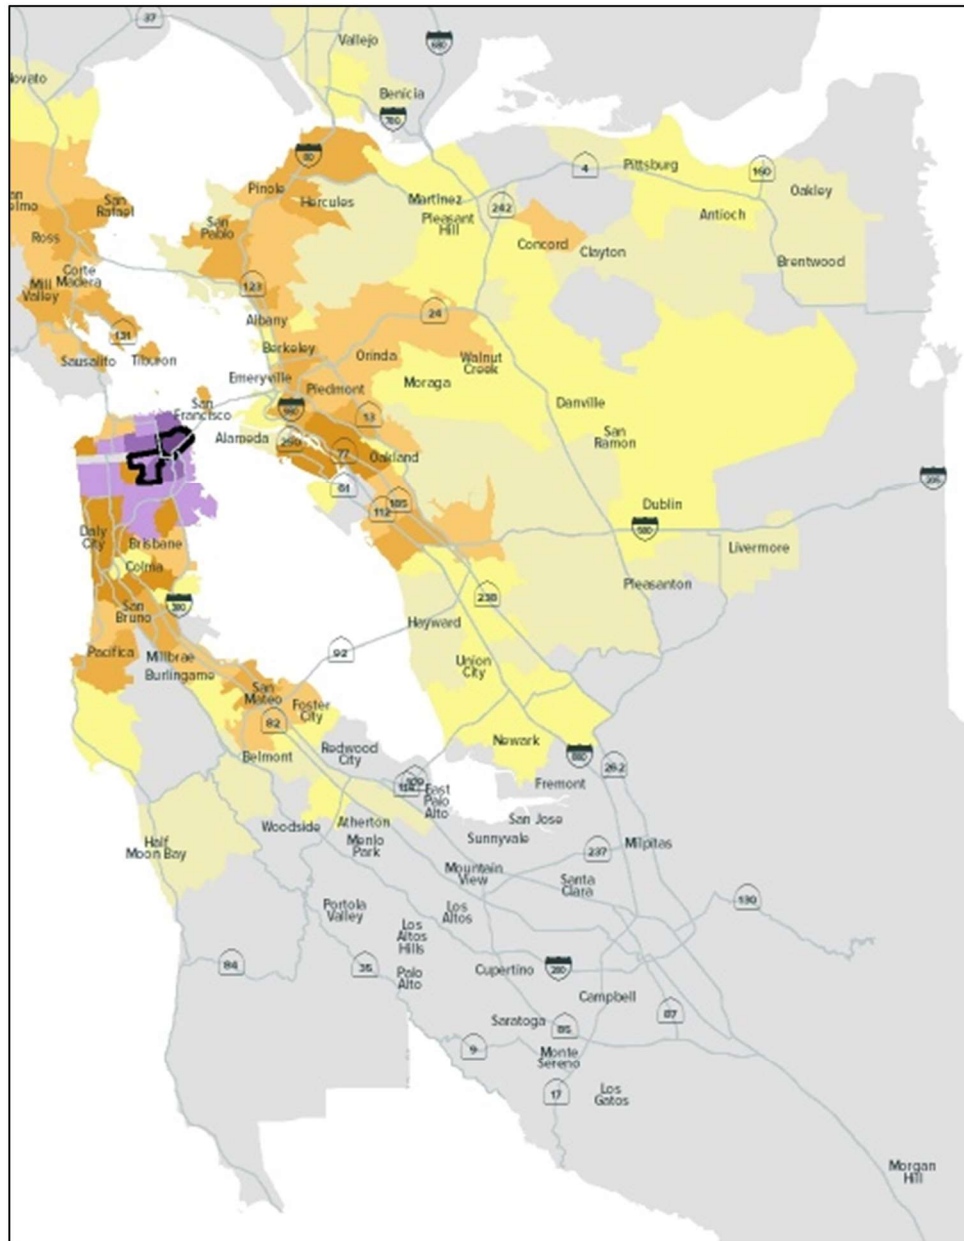 37
Vallejo
680
ovato
Benicia
780
80
4
Pittsburg
160
Oakley
Pinole
Hercules
Martinez
Pleasant
Hill
242
Antioch
San
Rafael
San
Pablo
Concord
Clayton
Brentwood
Ross
Corte
Madera
Mill
Valley
123
24
Albany
131
Berkeley
Orinda
Walnut
Creek
Sausalito
Tiburon
Emeryville
Piedmont
Moraga
San
Francisco
Danville
13
San
Ramon
Alameda
77
Oakland
61
185
112
Dublin
580
Daly
City
Brisbane
Livermore
Colma
Pleasanton
238
San
Bruno
380
Hayward
92
Pacifica
Millbrae
Burlingame
Union
City
San
Mateo
Foster
City
82
Newark
Belmont
Redwood
City
262
Fremont
East
Palo
Alto
Woodside
Atherton
San Jose
Menlo
Park
Sunnyvale
Half
Moon Bay
237
Milpitas
Mountain
View
Santa
Clara
130
Portola
Valley
Los
Altos
Los
Altos
Hills
84
35
Palo
Alto
Cupertino
280
Campbell
87
Saratoga
85
9
Monte
Sereno
17
Los
Gatos
Morgan
Hill